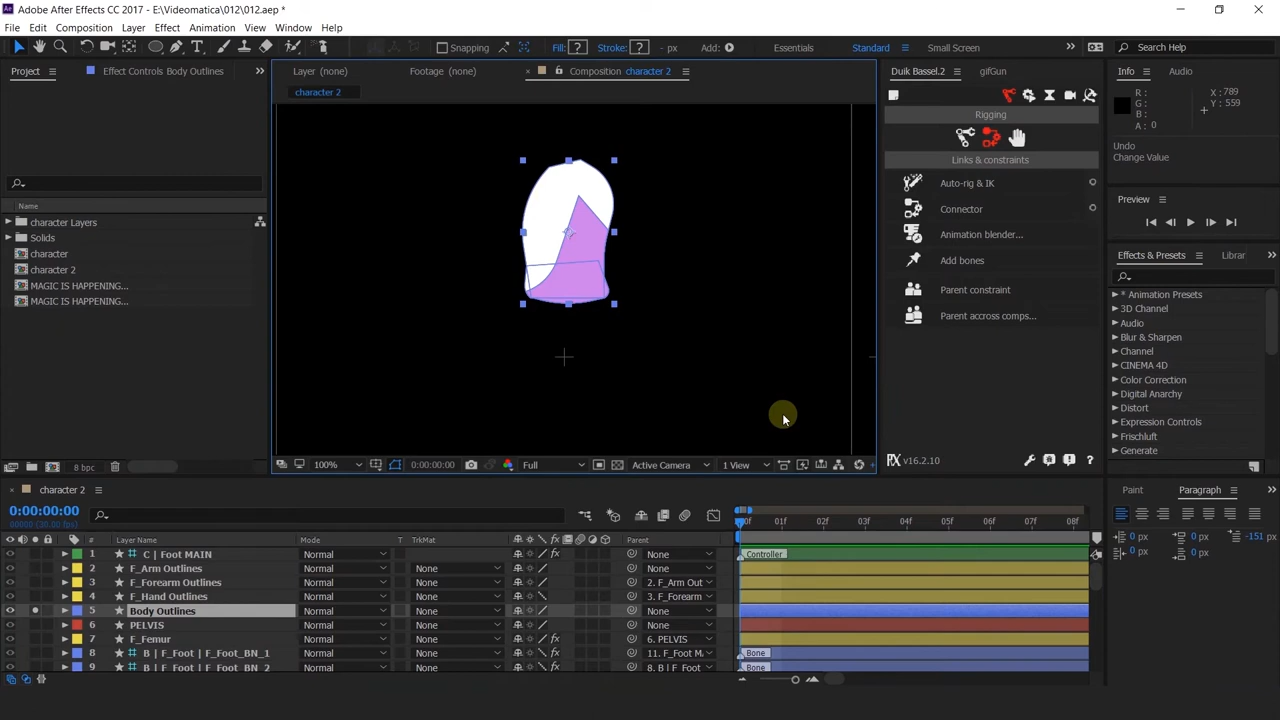 Adobe After Effects CC 2017 - E:\Videomatica\012\012.aep *
File Edit Composition Layer Effect Animation View Window Help
Snapping Fill: ? Stroke: ? - px Add: Essentials Standard Small Screen Search Help
Project Effect Controls Body Outlines
Layer (none) Footage (none) Composition character 2
character 2
Duik Bassel.2 gifGun
Info Audio
R:
G:
B:
A: 0
X: 789
Y: 559
Undo
Change Value
Rigging
Links & constraints
Auto-rig & IK
Connector
Animation blender...
Add bones
Parent constraint
Parent accross comps...
v16.2.10
Preview
Effects & Presets Librar
* Animation Presets
3D Channel
Audio
Blur & Sharpen
Channel
CINEMA 4D
Color Correction
Digital Anarchy
Distort
Expression Controls
Frischluft
Generate
Name
character Layers
Solids
character
character 2
MAGIC IS HAPPENING...
MAGIC IS HAPPENING...
8 bpc
100% 0:00:00:00 Full Active Camera 1 View
character 2
0:00:00:00
00000 (30.00 fps)
00f 01f 02f 03f 04f 05f 06f 07f 08f
# Layer Name Mode T TrkMat Parent
1 C | Foot MAIN Normal None Controller
2 F_Arm Outlines Normal None None
3 F_Forearm Outlines Normal None 2. F_Arm Out
4 F_Hand Outlines Normal None 3. F_Forearm
5 Body Outlines Normal None None
6 PELVIS Normal None None
7 F_Femur Normal None 6. PELVIS
8 B | F_Foot | F_Foot_BN_1 Normal None 11. F_Foot M. Bone
9 B | F_Foot | F_Foot_BN_2 Normal None 8. B | F_Foot Bone
Paint Paragraph
0 px 0 px -151 px
0 px 0 px